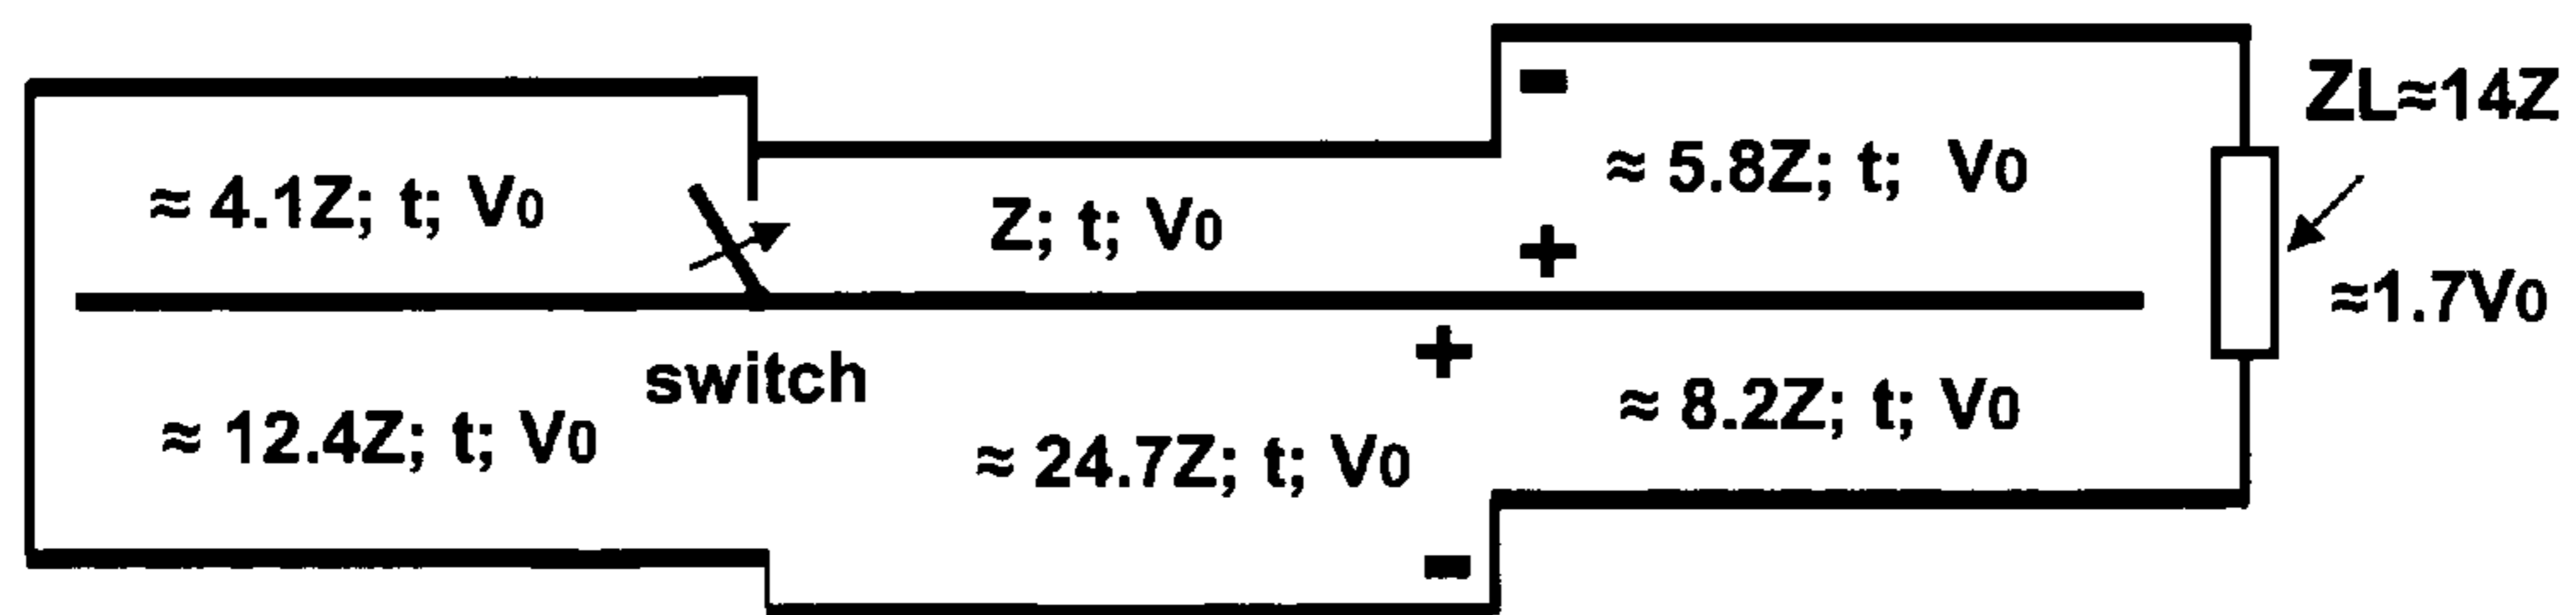 ZL≈14Z
≈ 4.1Z; t; V0
Z; t; V0
−
≈ 5.8Z; t; V0
+
≈1.7V0
switch
+
≈ 12.4Z; t; V0
≈ 24.7Z; t; V0
≈ 8.2Z; t; V0
−